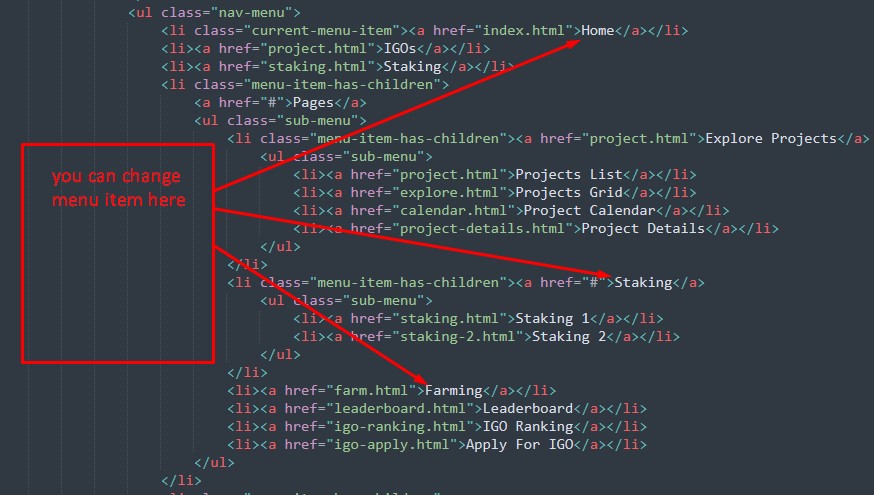 <ul class="nav-menu">
<li class="current-menu-item"><a href="index.html">Home</a></li>
<li><a href="project.html">IGOs</a></li>
<li><a href="staking.html">Staking</a></li>
<li class="menu-item-has-children">
<a href="#">Pages</a>
<ul class="sub-menu">
<li class="menu-item-has-children"><a href="project.html">Explore Projects</a>
<ul class="sub-menu">
you can change
menu item here
<li><a href="project.html">Projects List</a></li>
<li><a href="explore.html">Projects Grid</a></li>
<li><a href="calendar.html">Project Calendar</a></li>
<li><a href="project-details.html">Project Details</a></li>
</ul>
</li>
<li class="menu-item-has-children"><a href="#">Staking</a>
<ul class="sub-menu">
<li><a href="staking.html">Staking 1</a></li>
<li><a href="staking-2.html">Staking 2</a></li>
</ul>
</li>
<li><a href="farm.html">Farming</a></li>
<li><a href="leaderboard.html">Leaderboard</a></li>
<li><a href="igo-ranking.html">IGO Ranking</a></li>
<li><a href="igo-apply.html">Apply For IGO</a></li>
</ul>
</li>